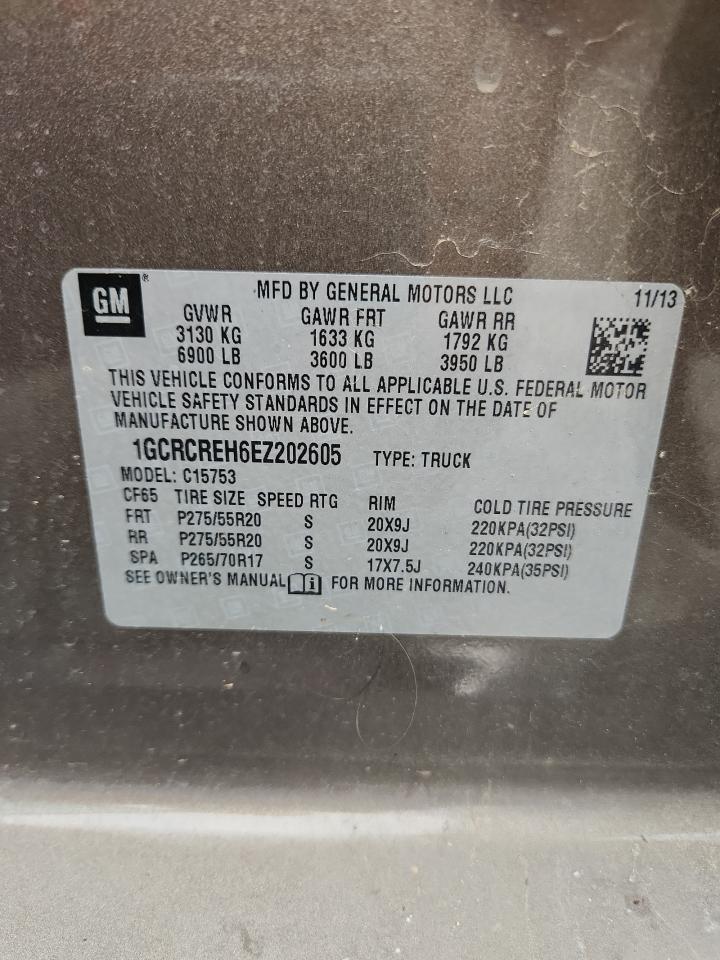 GM ® MFD BY GENERAL MOTORS LLC 11/13
GVWR GAWR FRT GAWR RR
3130 KG 1633 KG 1792 KG
6900 LB 3600 LB 3950 LB
THIS VEHICLE CONFORMS TO ALL APPLICABLE U.S. FEDERAL MOTOR
VEHICLE SAFETY STANDARDS IN EFFECT ON THE DATE OF
MANUFACTURE SHOWN ABOVE.
1GCRCREH6EZ202605 TYPE: TRUCK
MODEL: C15753
CF65 TIRE SIZE SPEED RTG RIM COLD TIRE PRESSURE
FRT P275/55R20 S 20X9J 220KPA(32PSI)
RR P275/55R20 S 20X9J 220KPA(32PSI)
SPA P265/70R17 S 17X7.5J 240KPA(35PSI)
SEE OWNER'S MANUAL FOR MORE INFORMATION.